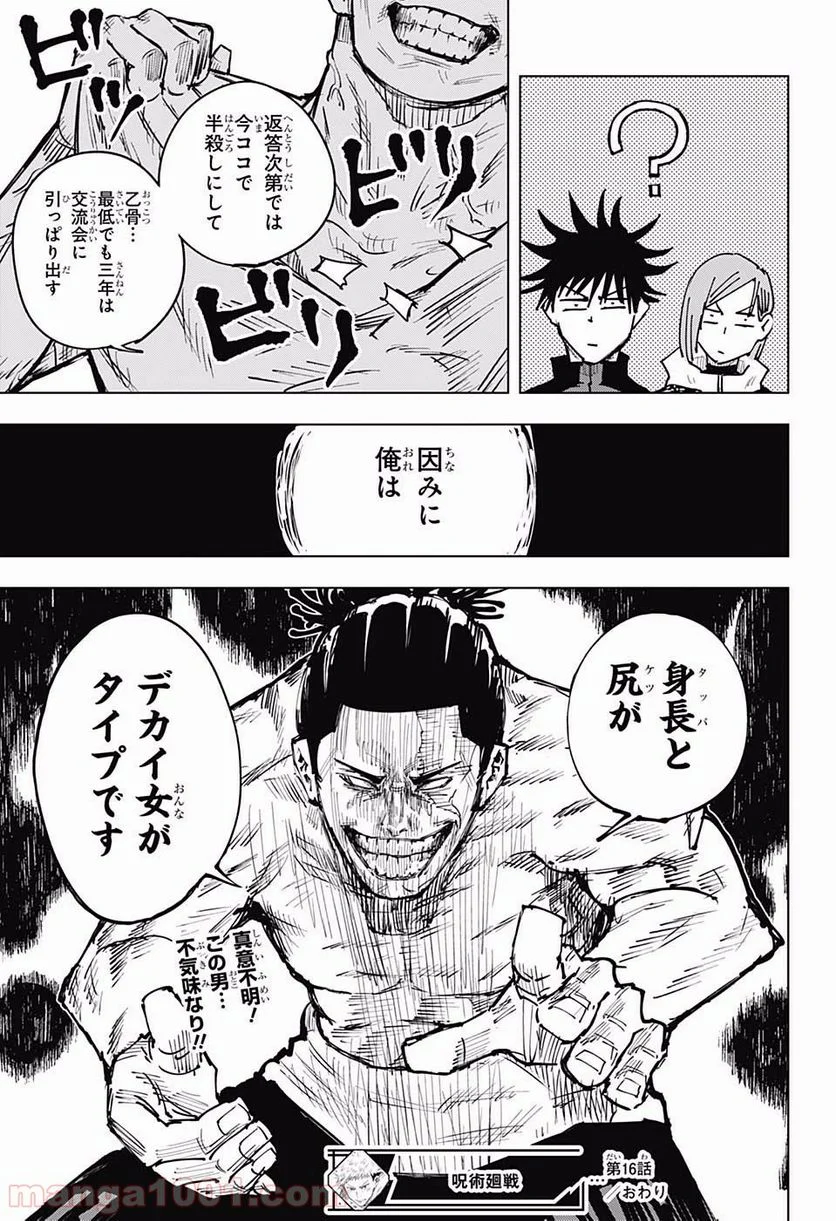 ？
返答次第では
今ココで
半殺しにして
乙骨…
最低でも三年は
交流会に
引っぱり出す
ビッ
ビッ
ビリ
因みに
俺は
身長と
尻が
デカイ女が
タイプです
真意不明！
この男…
不気味なり!!
呪術廻戦
第16話
…／おわり
manga1001.com